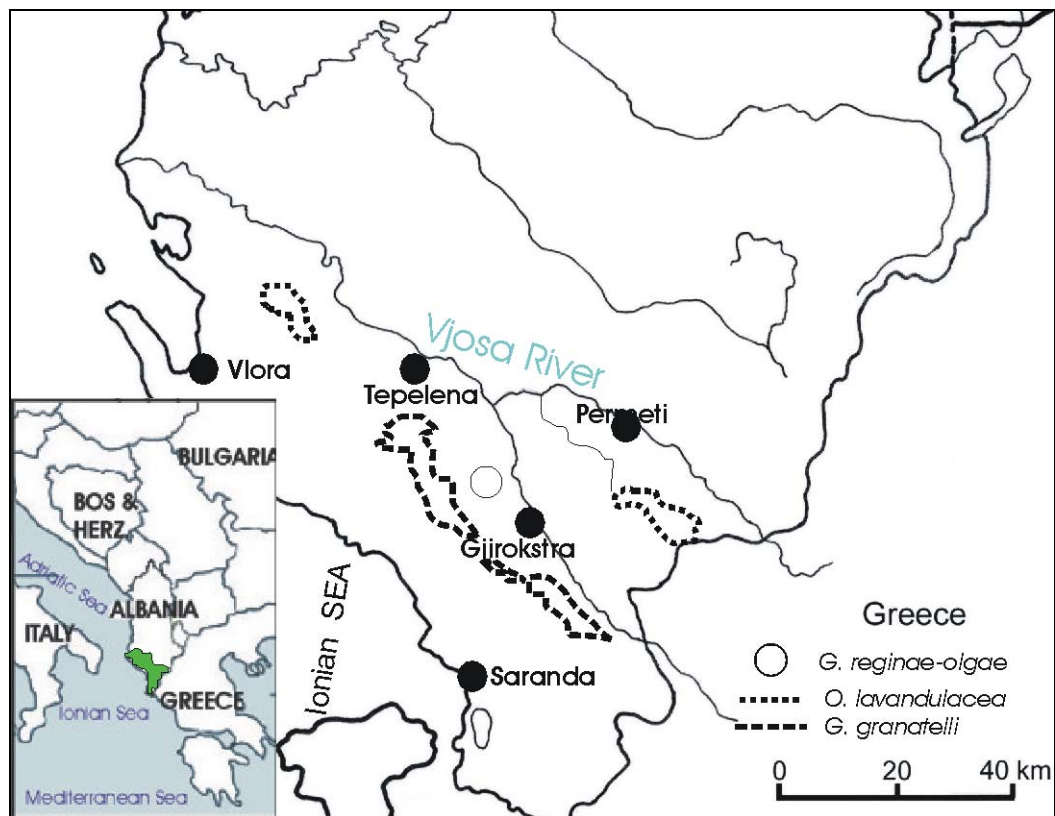 Vjosa River
Vlora
Tepelena
Permeti
Gjirokstra
Saranda
Ionian SEA
Greece
G. reginae-olgae
O. lavandulacea
G. granatelli
0 20 40 km
BULGARIA
BOS &
HERZ.
Adriatic Sea
ALBANIA
ITALY
GREECE
Ionian Sea
Mediterranean Sea